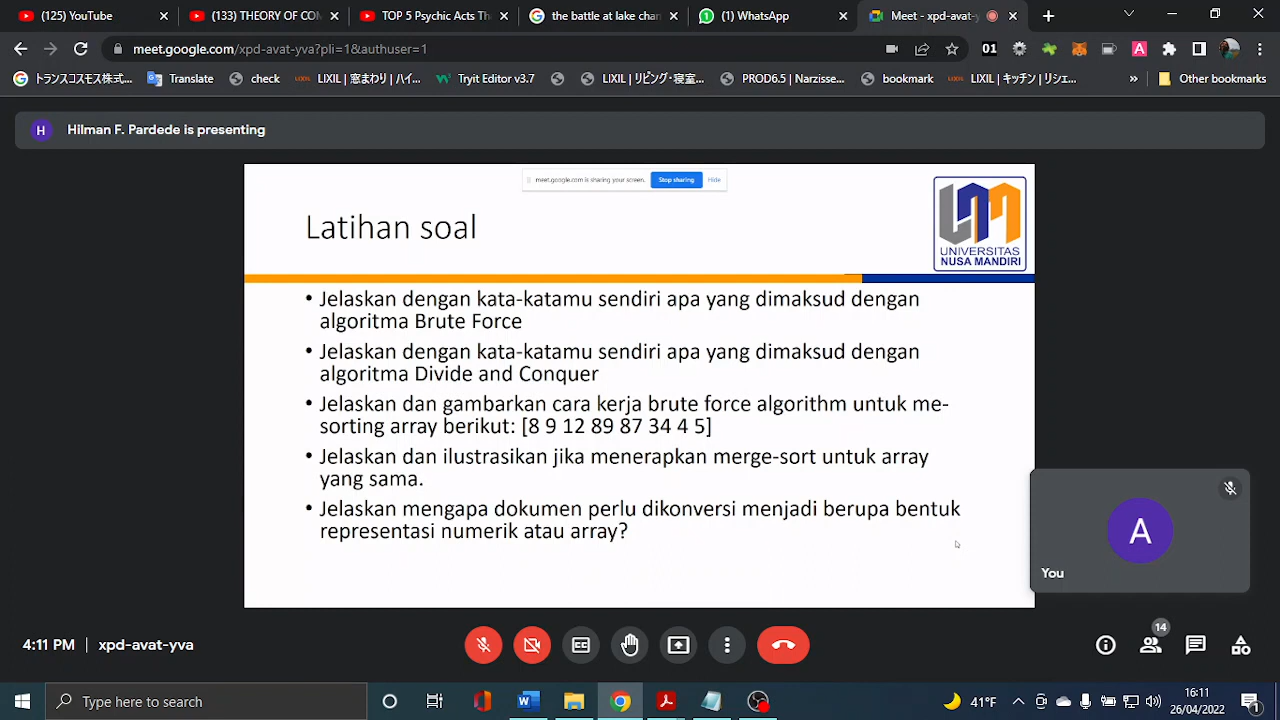 (125) YouTube
(133) THEORY OF CON
TOP 5 Psych Acts Th
the battle at lake chan
(1) WhatsApp
Meet - xpd-avat-y
meet.google.com/xpd-avat-yva?pli=1&authuser=1
01
A
トランスコスモス株式...
Translate
check
LIXIL | 窓まわり | ハイ...
Tryit Editor v3.7
LIXIL | リビング・寝室...
PROD6.5) | Narzisse...
bookmark
LIXIL | キッチン | リシェ...
»
Other bookmarks
H
Hilman F. Pardede is presenting
meet.google.com is sharing your screen.
Stop sharing
Hide
Latihan soal
UNIVERSITAS
NUSA MANDIRI
• Jelaskan dengan kata-katamu sendiri apa yang dimaksud dengan
algoritma Brute Force
• Jelaskan dengan kata-katamu sendiri apa yang dimaksud dengan
algoritma Divide and Conquer
• Jelaskan dan gambarkan cara kerja brute force algorithm untuk me-
sorting array berikut: [8 9 12 89 87 34 4 5]
• Jelaskan dan ilustrasikan jika menerapkan merge-sort untuk array
yang sama.
• Jelaskan mengapa dokumen perlu dikonversi menjadi berupa bentuk
representasi numerik atau array?
A
You
4:11 PM | xpd-avat-yva
14
Type here to search
41°F
16:11
26/04/2022
1